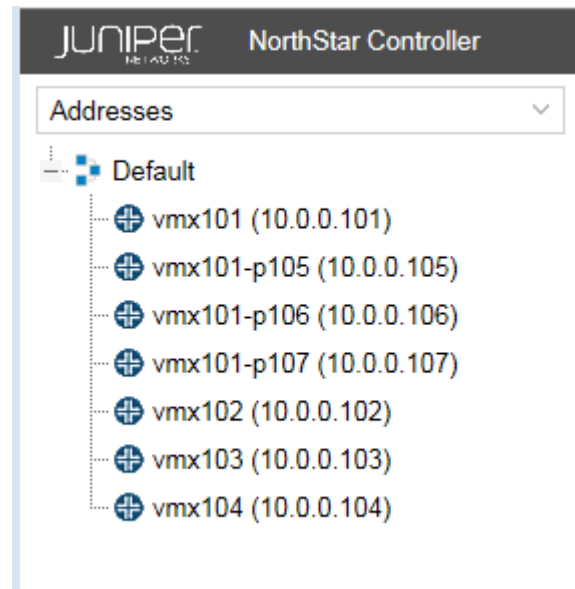 JUNIPER NorthStar Controller
NETWORKS
Addresses
Default
vmx101 (10.0.0.101)
vmx101-p105 (10.0.0.105)
vmx101-p106 (10.0.0.106)
vmx101-p107 (10.0.0.107)
vmx102 (10.0.0.102)
vmx103 (10.0.0.103)
vmx104 (10.0.0.104)